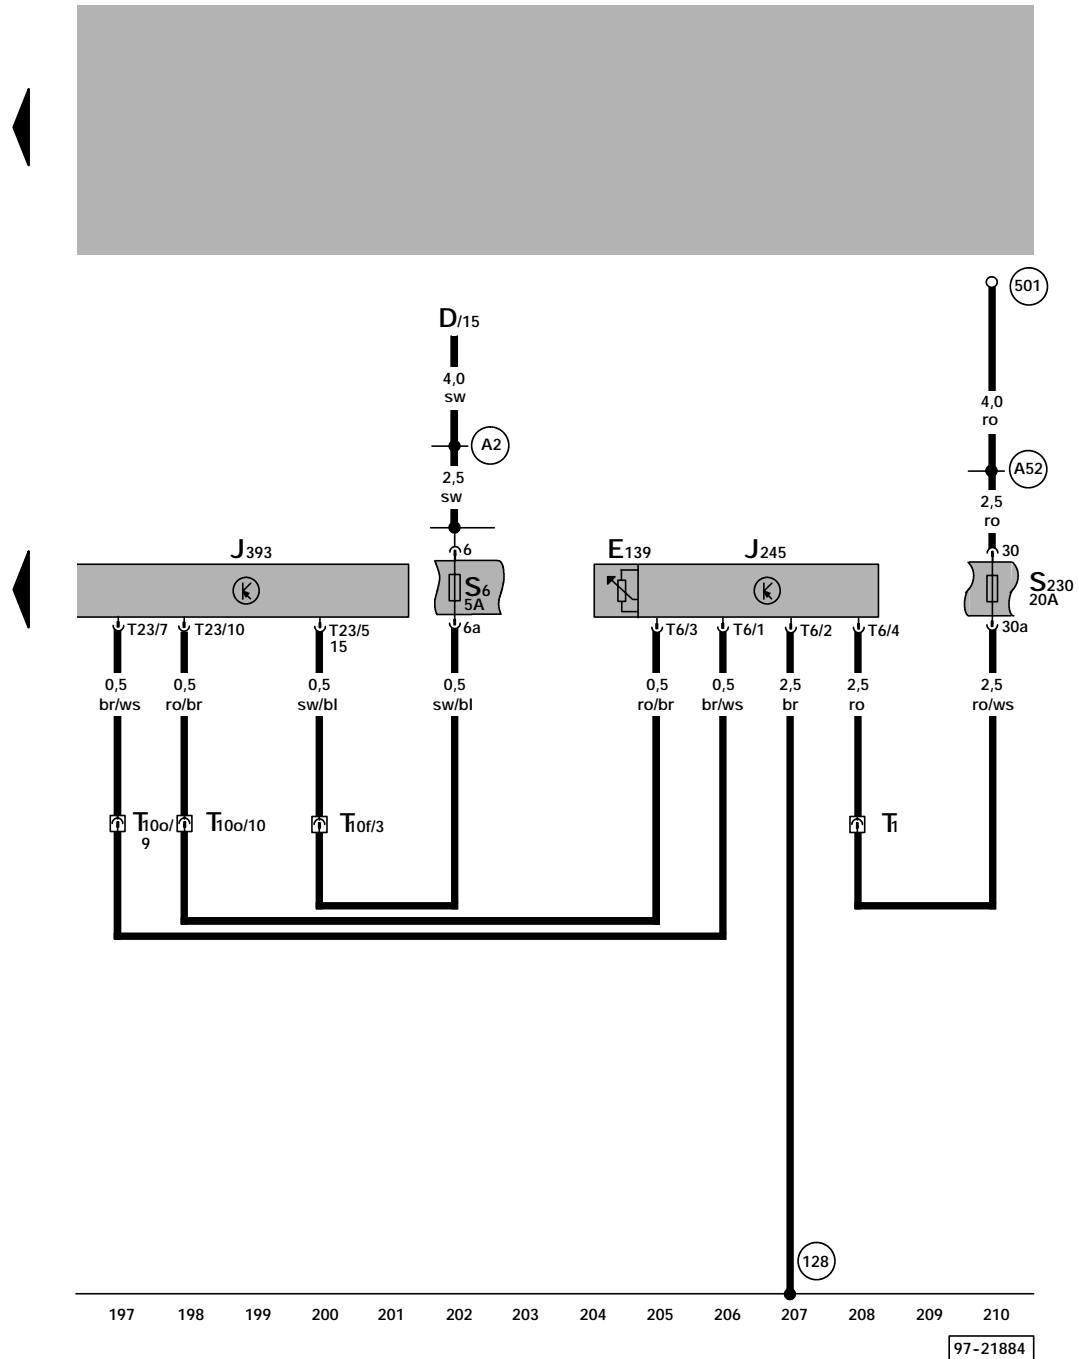 501
D/15
4,0
sw
4,0
ro
A2
A52
2,5
sw
2,5
ro
J393
6
E139
J245
30
S6
5A
S230
20A
T23/7
T23/10
T23/5
15
6a
T6/3
T6/1
T6/2
T6/4
30a
0,5
br/ws
0,5
ro/br
0,5
sw/bl
0,5
sw/bl
0,5
ro/br
0,5
br/ws
2,5
br
2,5
ro
2,5
ro/ws
T10o/
9
T10o/10
T10f/3
T1
128
197 198 199 200 201 202 203 204 205 206 207 208 209 210
97-21884